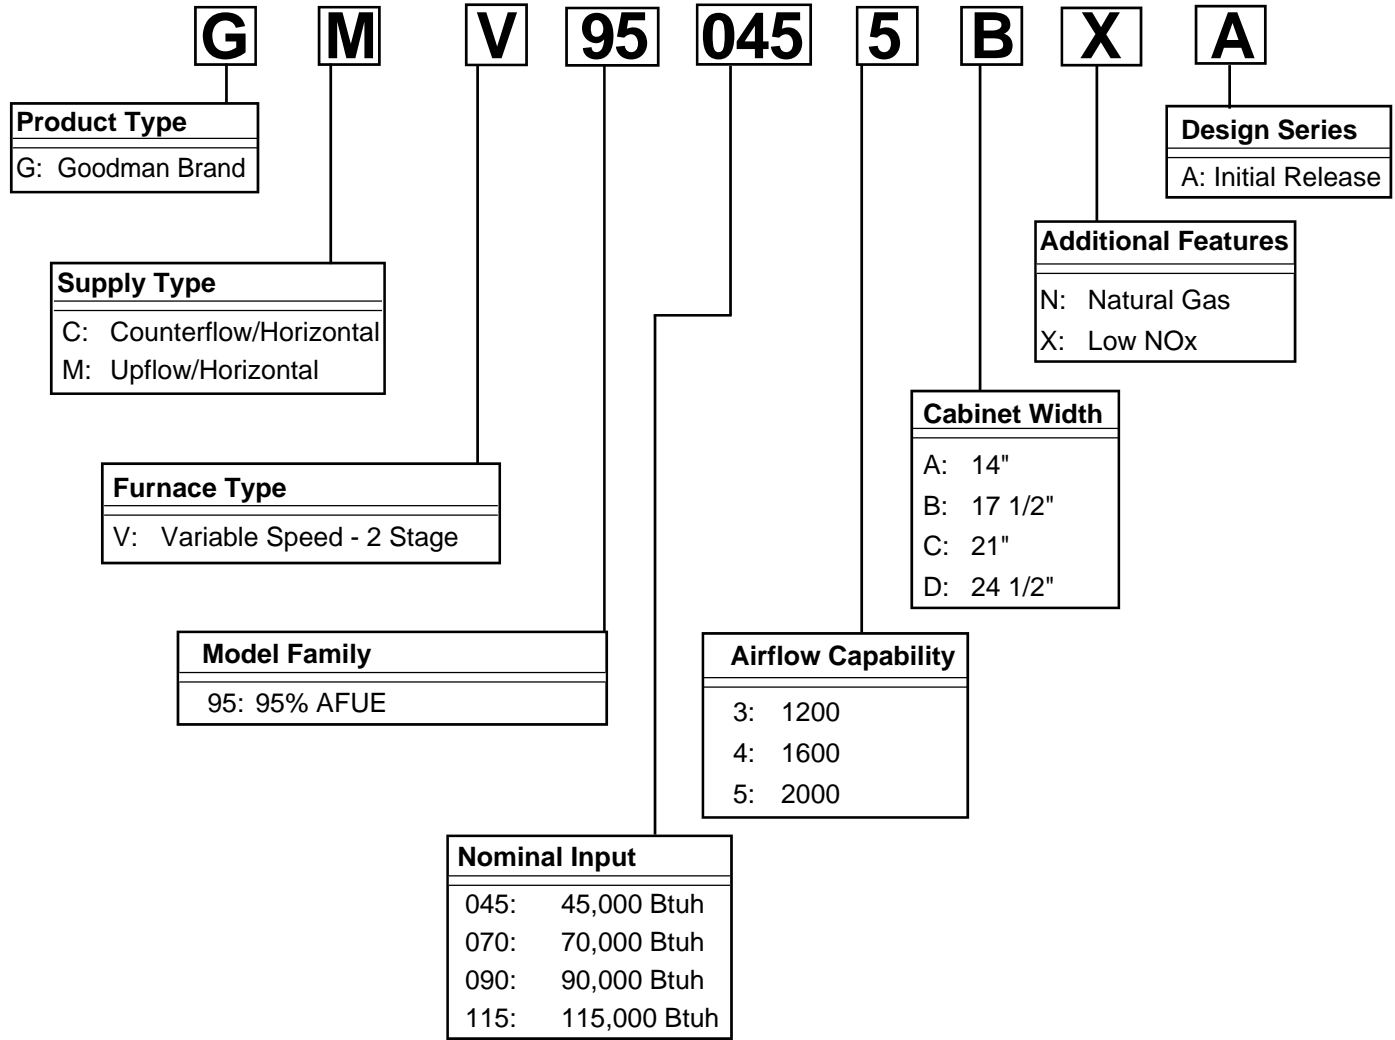 G M V 95 045 5 B X A
Product Type
G: Goodman Brand
Design Series
A: Initial Release
Supply Type
C: Counterflow/Horizontal
M: Upflow/Horizontal
Additional Features
N: Natural Gas
X: Low NOx
Furnace Type
V: Variable Speed - 2 Stage
Cabinet Width
A: 14"
B: 17 1/2"
C: 21"
D: 24 1/2"
Model Family
95: 95% AFUE
Airflow Capability
3: 1200
4: 1600
5: 2000
Nominal Input
045: 45,000 Btuh
070: 70,000 Btuh
090: 90,000 Btuh
115: 115,000 Btuh